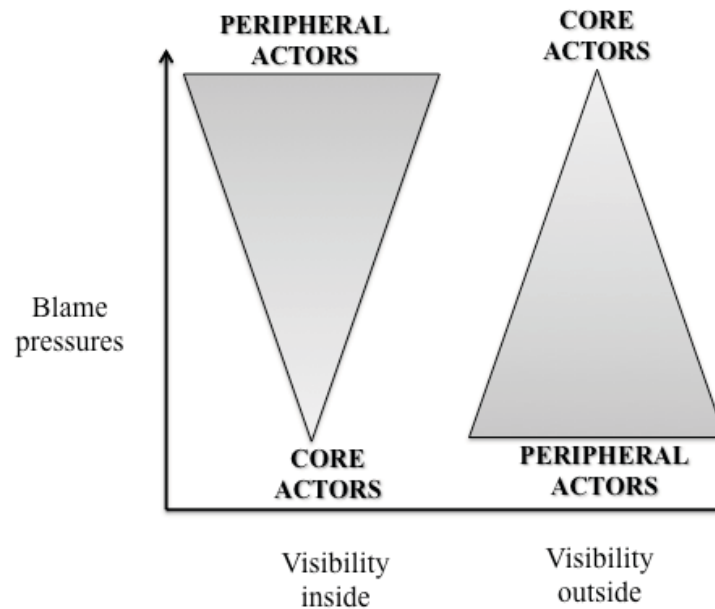 PERIPHERAL
ACTORS
CORE
ACTORS
Blame
pressures
CORE
ACTORS
PERIPHERAL
ACTORS
Visibility
inside
Visibility
outside